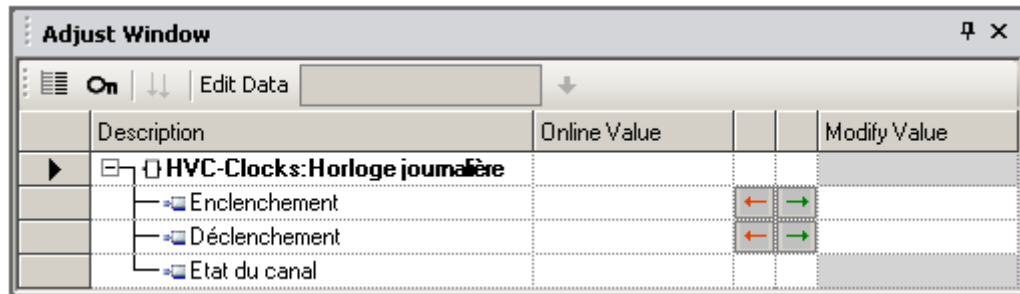 Adjust Window
On Edit Data
Description Online Value Modify Value
HVC-Clocks:Horloge journalière
Enclenchement
Déclenchement
Etat du canal